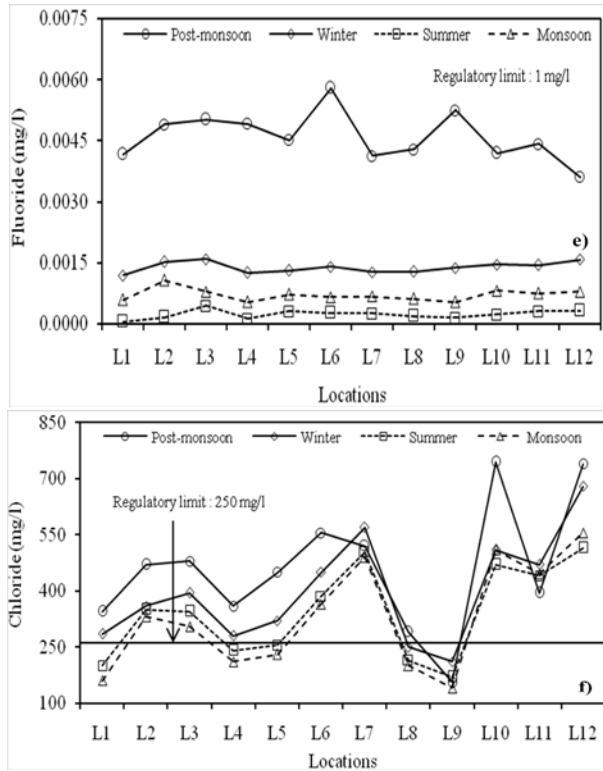 0.0075
0.0060
0.0045
0.0030
0.0015
0.0000
Fluoride (mg/l)
Post-monsoon Winter Summer Monsoon
Regulatory limit : 1 mg/l
e)
L1 L2 L3 L4 L5 L6 L7 L8 L9 L10 L11 L12
Locations
850
700
550
400
250
100
Chloride (mg/l)
Post-monsoon Winter Summer Monsoon
Regulatory limit : 250 mg/l
f)
L1 L2 L3 L4 L5 L6 L7 L8 L9 L10 L11 L12
Locations